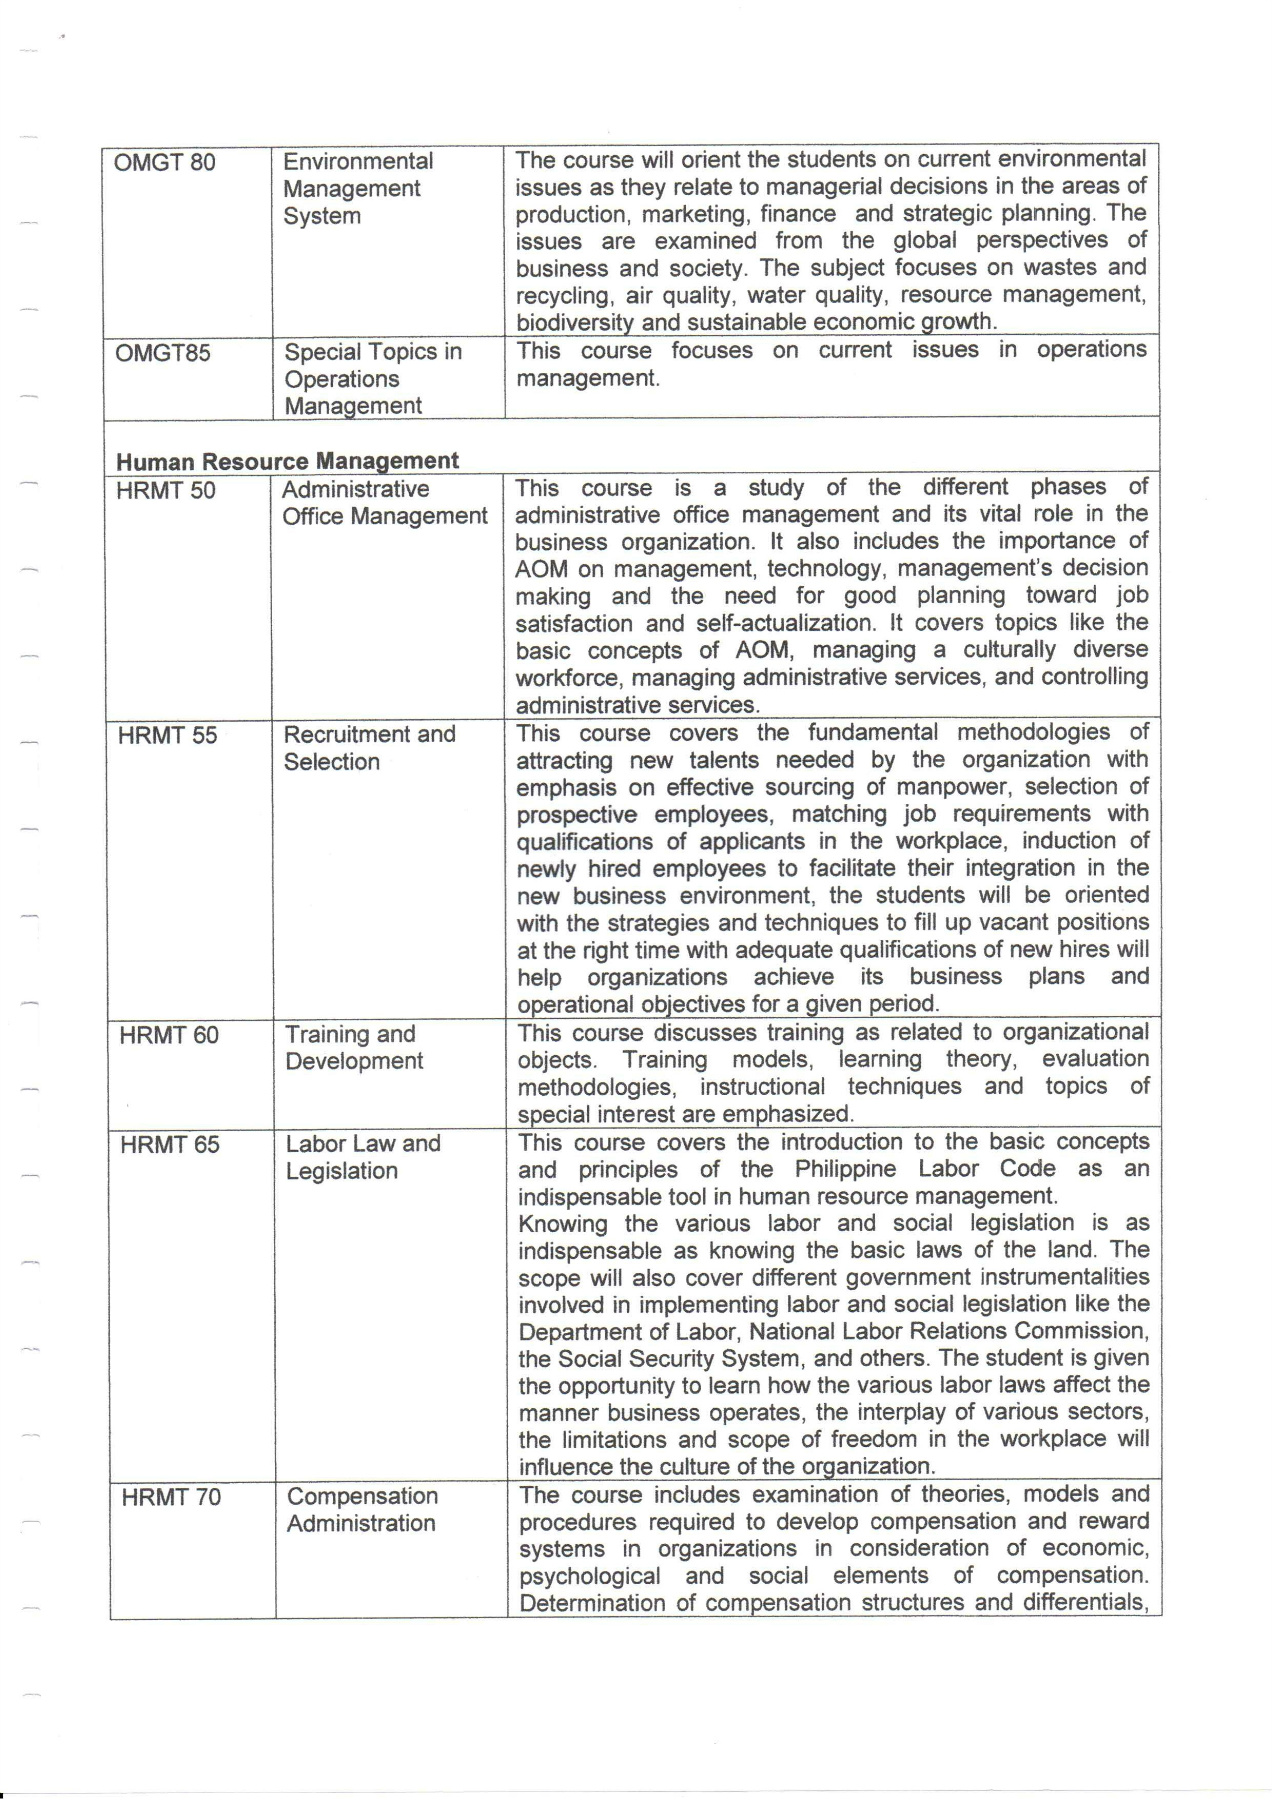 OMGT 80
Environmental
Management
System
The course will orient the students on current environmental
issues as they relate to managerial decisions in the areas of
production, marketing, finance and strategic planning. The
issues are examined from the global perspectives of
business and society. The subject focuses on wastes and
recycling, air quality, water quality, resource management,
biodiversity and sustainable economic growth.
OMGT85
Special Topics in
Operations
Management
This course focuses on current issues in operations
management.
Human Resource Management
HRMT 50
Administrative
Office Management
This course is a study of the different phases of
administrative office management and its vital role in the
business organization. It also includes the importance of
AOM on management, technology, management's decision
making and the need for good planning toward job
satisfaction and self-actualization. It covers topics like the
basic concepts of AOM, managing a culturally diverse
workforce, managing administrative services, and controlling
administrative services.
HRMT 55
Recruitment and
Selection
This course covers the fundamental methodologies of
attracting new talents needed by the organization with
emphasis on effective sourcing of manpower, selection of
prospective employees, matching job requirements with
qualifications of applicants in the workplace, induction of
newly hired employees to facilitate their integration in the
new business environment, the students will be oriented
with the strategies and techniques to fill up vacant positions
at the right time with adequate qualifications of new hires will
help organizations achieve its business plans and
operational objectives for a given period.
HRMT 60
Training and
Development
This course discusses training as related to organizational
objects. Training models, learning theory, evaluation
methodologies, instructional techniques and topics of
special interest are emphasized.
HRMT 65
Labor Law and
Legislation
This course covers the introduction to the basic concepts
and principles of the Philippine Labor Code as an
indispensable tool in human resource management.
Knowing the various labor and social legislation is as
indispensable as knowing the basic laws of the land. The
scope will also cover different government instrumentalities
involved in implementing labor and social legislation like the
Department of Labor, National Labor Relations Commission,
the Social Security System, and others. The student is given
the opportunity to learn how the various labor laws affect the
manner business operates, the interplay of various sectors,
the limitations and scope of freedom in the workplace will
influence the culture of the organization.
HRMT 70
Compensation
Administration
The course includes examination of theories, models and
procedures required to develop compensation and reward
systems in organizations in consideration of economic,
psychological and social elements of compensation.
Determination of compensation structures and differentials,